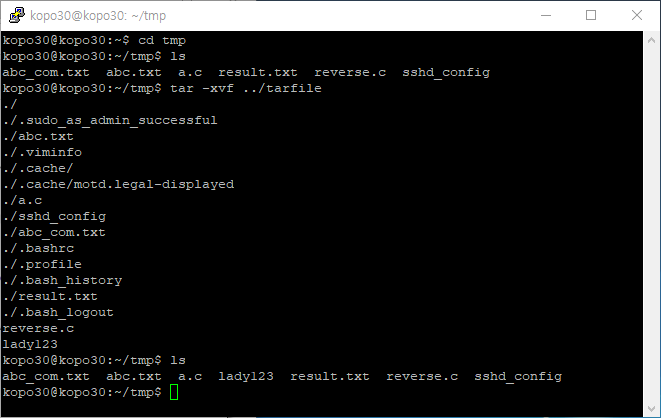 kopo30@kopo30: ~/tmp
kopo30@kopo30:~$ cd tmp
kopo30@kopo30:~/tmp$ ls
abc_com.txt  abc.txt  a.c  result.txt  reverse.c  sshd_config
kopo30@kopo30:~/tmp$ tar -xvf ../tarfile
./
./.sudo_as_admin_successful
./abc.txt
./.viminfo
./.cache/
./.cache/motd.legal-displayed
./a.c
./sshd_config
./abc_com.txt
./.bashrc
./.profile
./.bash_history
./result.txt
./.bash_logout
reverse.c
lady123
kopo30@kopo30:~/tmp$ ls
abc_com.txt  abc.txt  a.c  lady123  result.txt  reverse.c  sshd_config
kopo30@kopo30:~/tmp$